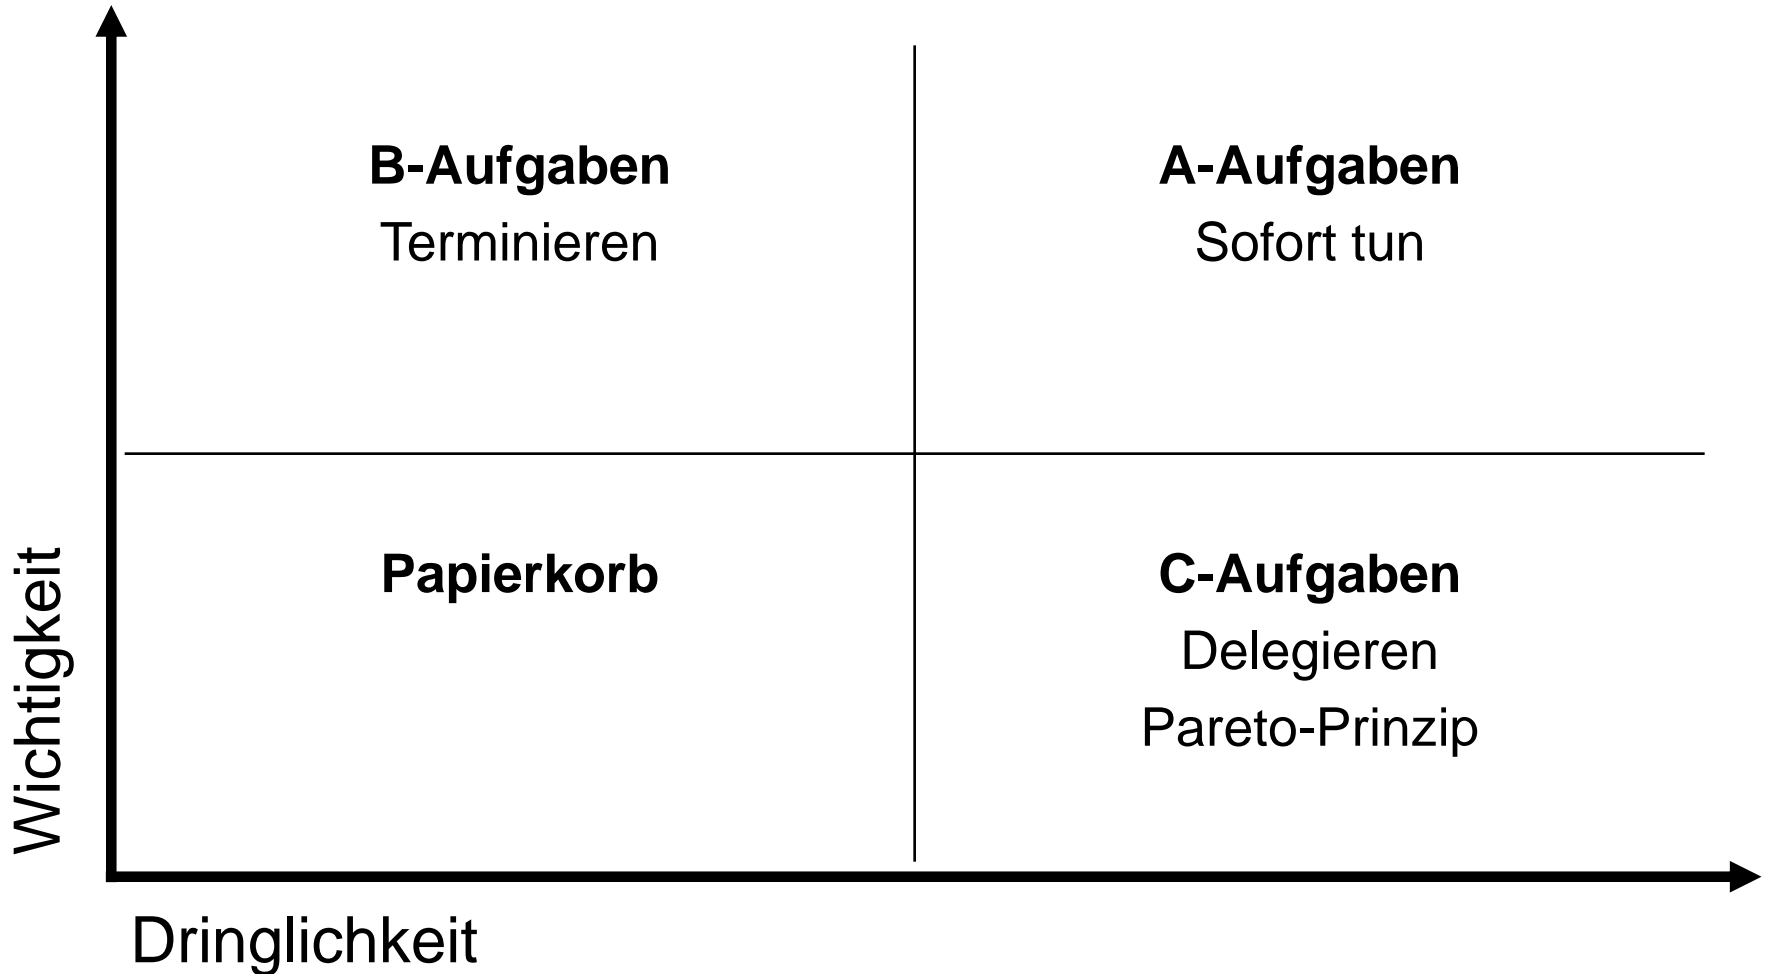 B-Aufgaben
Terminieren
A-Aufgaben
Sofort tun
Papierkorb
C-Aufgaben
Delegieren
Pareto-Prinzip
Wichtigkeit
Dringlichkeit